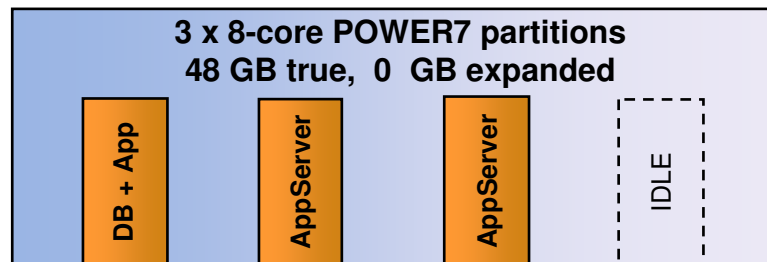 3 x 8-core POWER7 partitions
48 GB true, 0 GB expanded
DB + App
AppServer
AppServer
IDLE